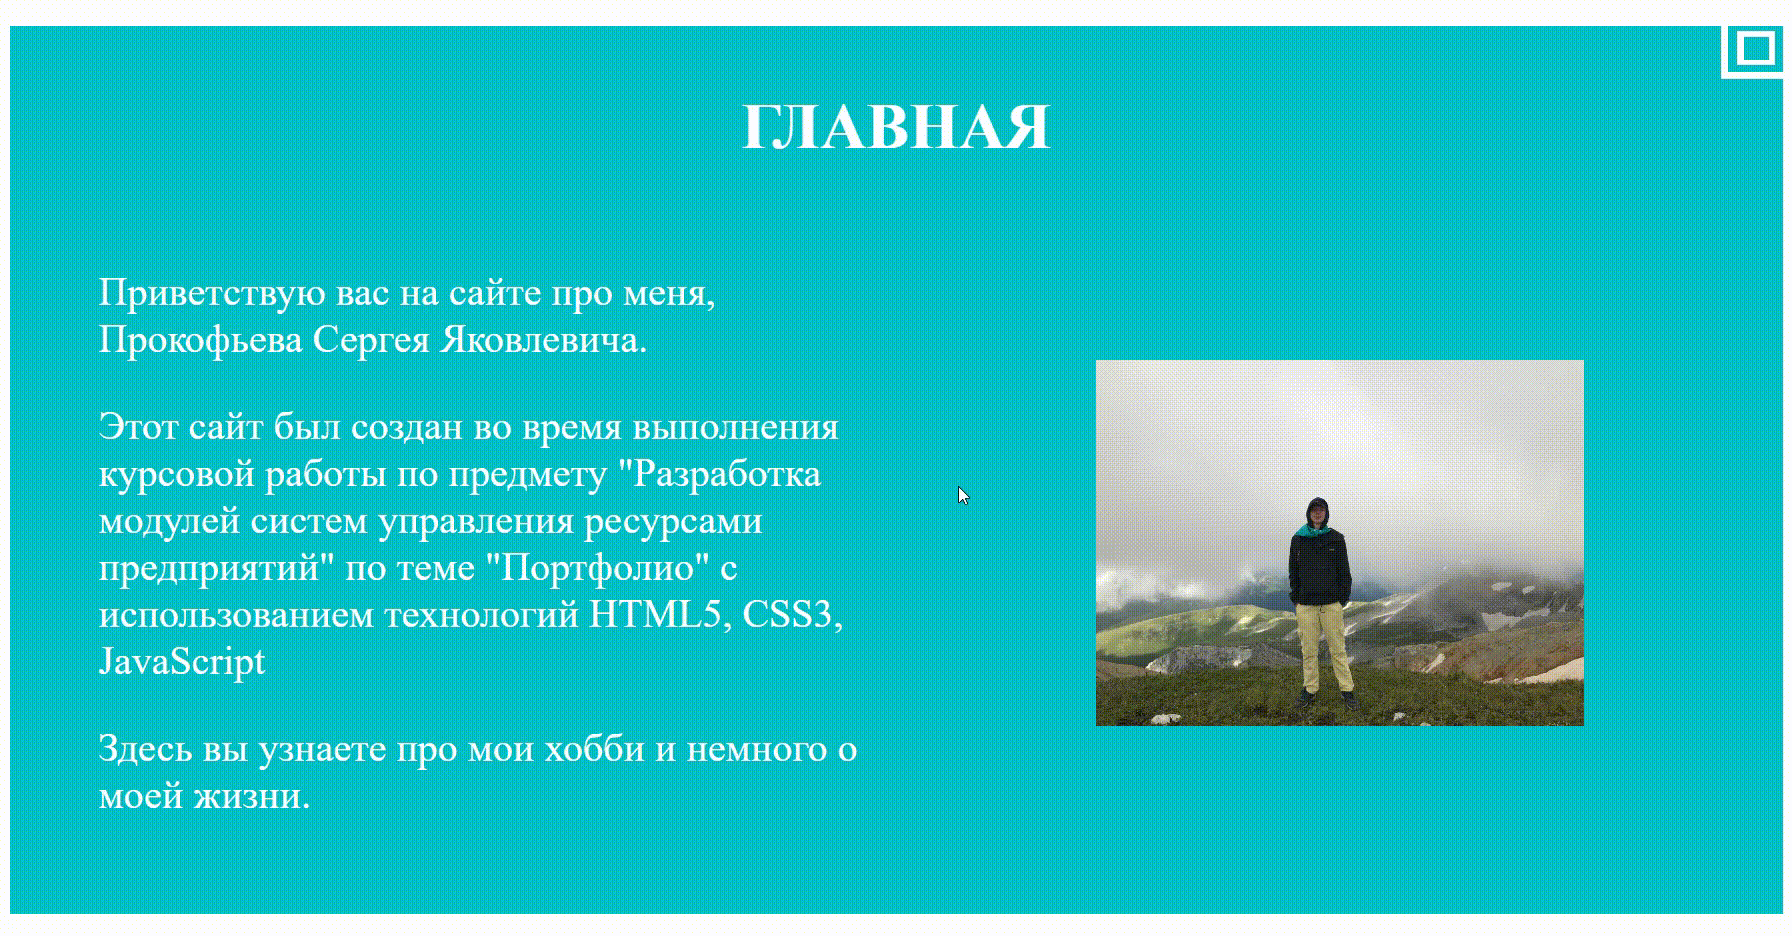 ГЛАВНАЯ
Приветствую вас на сайте про меня,
Прокофьева Сергея Яковлевича.
Этот сайт был создан во время выполнения
курсовой работы по предмету "Разработка
модулей систем управления ресурсами
предприятий" по теме "Портфолио" с
использованием технологий HTML5, CSS3,
JavaScript
Здесь вы узнаете про мои хобби и немного о
моей жизни.